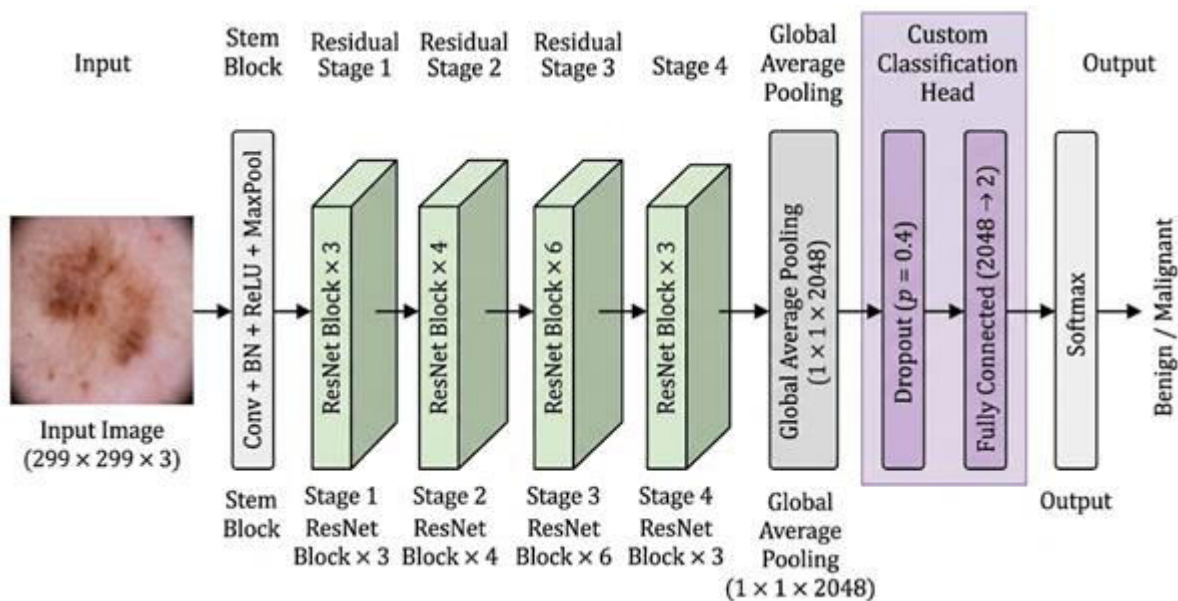 Input
Stem
Block
Residual
Stage 1
Residual
Stage 2
Residual
Stage 3
Stage 4
Global
Average
Pooling
Custom
Classification
Head
Output
Input Image
(299 × 299 × 3)
Conv + BN + ReLU + MaxPool
ResNet Block × 3
ResNet Block × 4
ResNet Block × 6
ResNet Block × 3
Global Average Pooling
(1 × 1 × 2048)
Dropout (p = 0.4)
Fully Connected (2048 → 2)
Softmax
Benign / Malignant
Stem
Block
Stage 1
ResNet
Block × 3
Stage 2
ResNet
Block × 4
Stage 3
ResNet
Block × 6
Stage 4
ResNet
Block × 3
Global
Average
Pooling
(1 × 1 × 2048)
Output